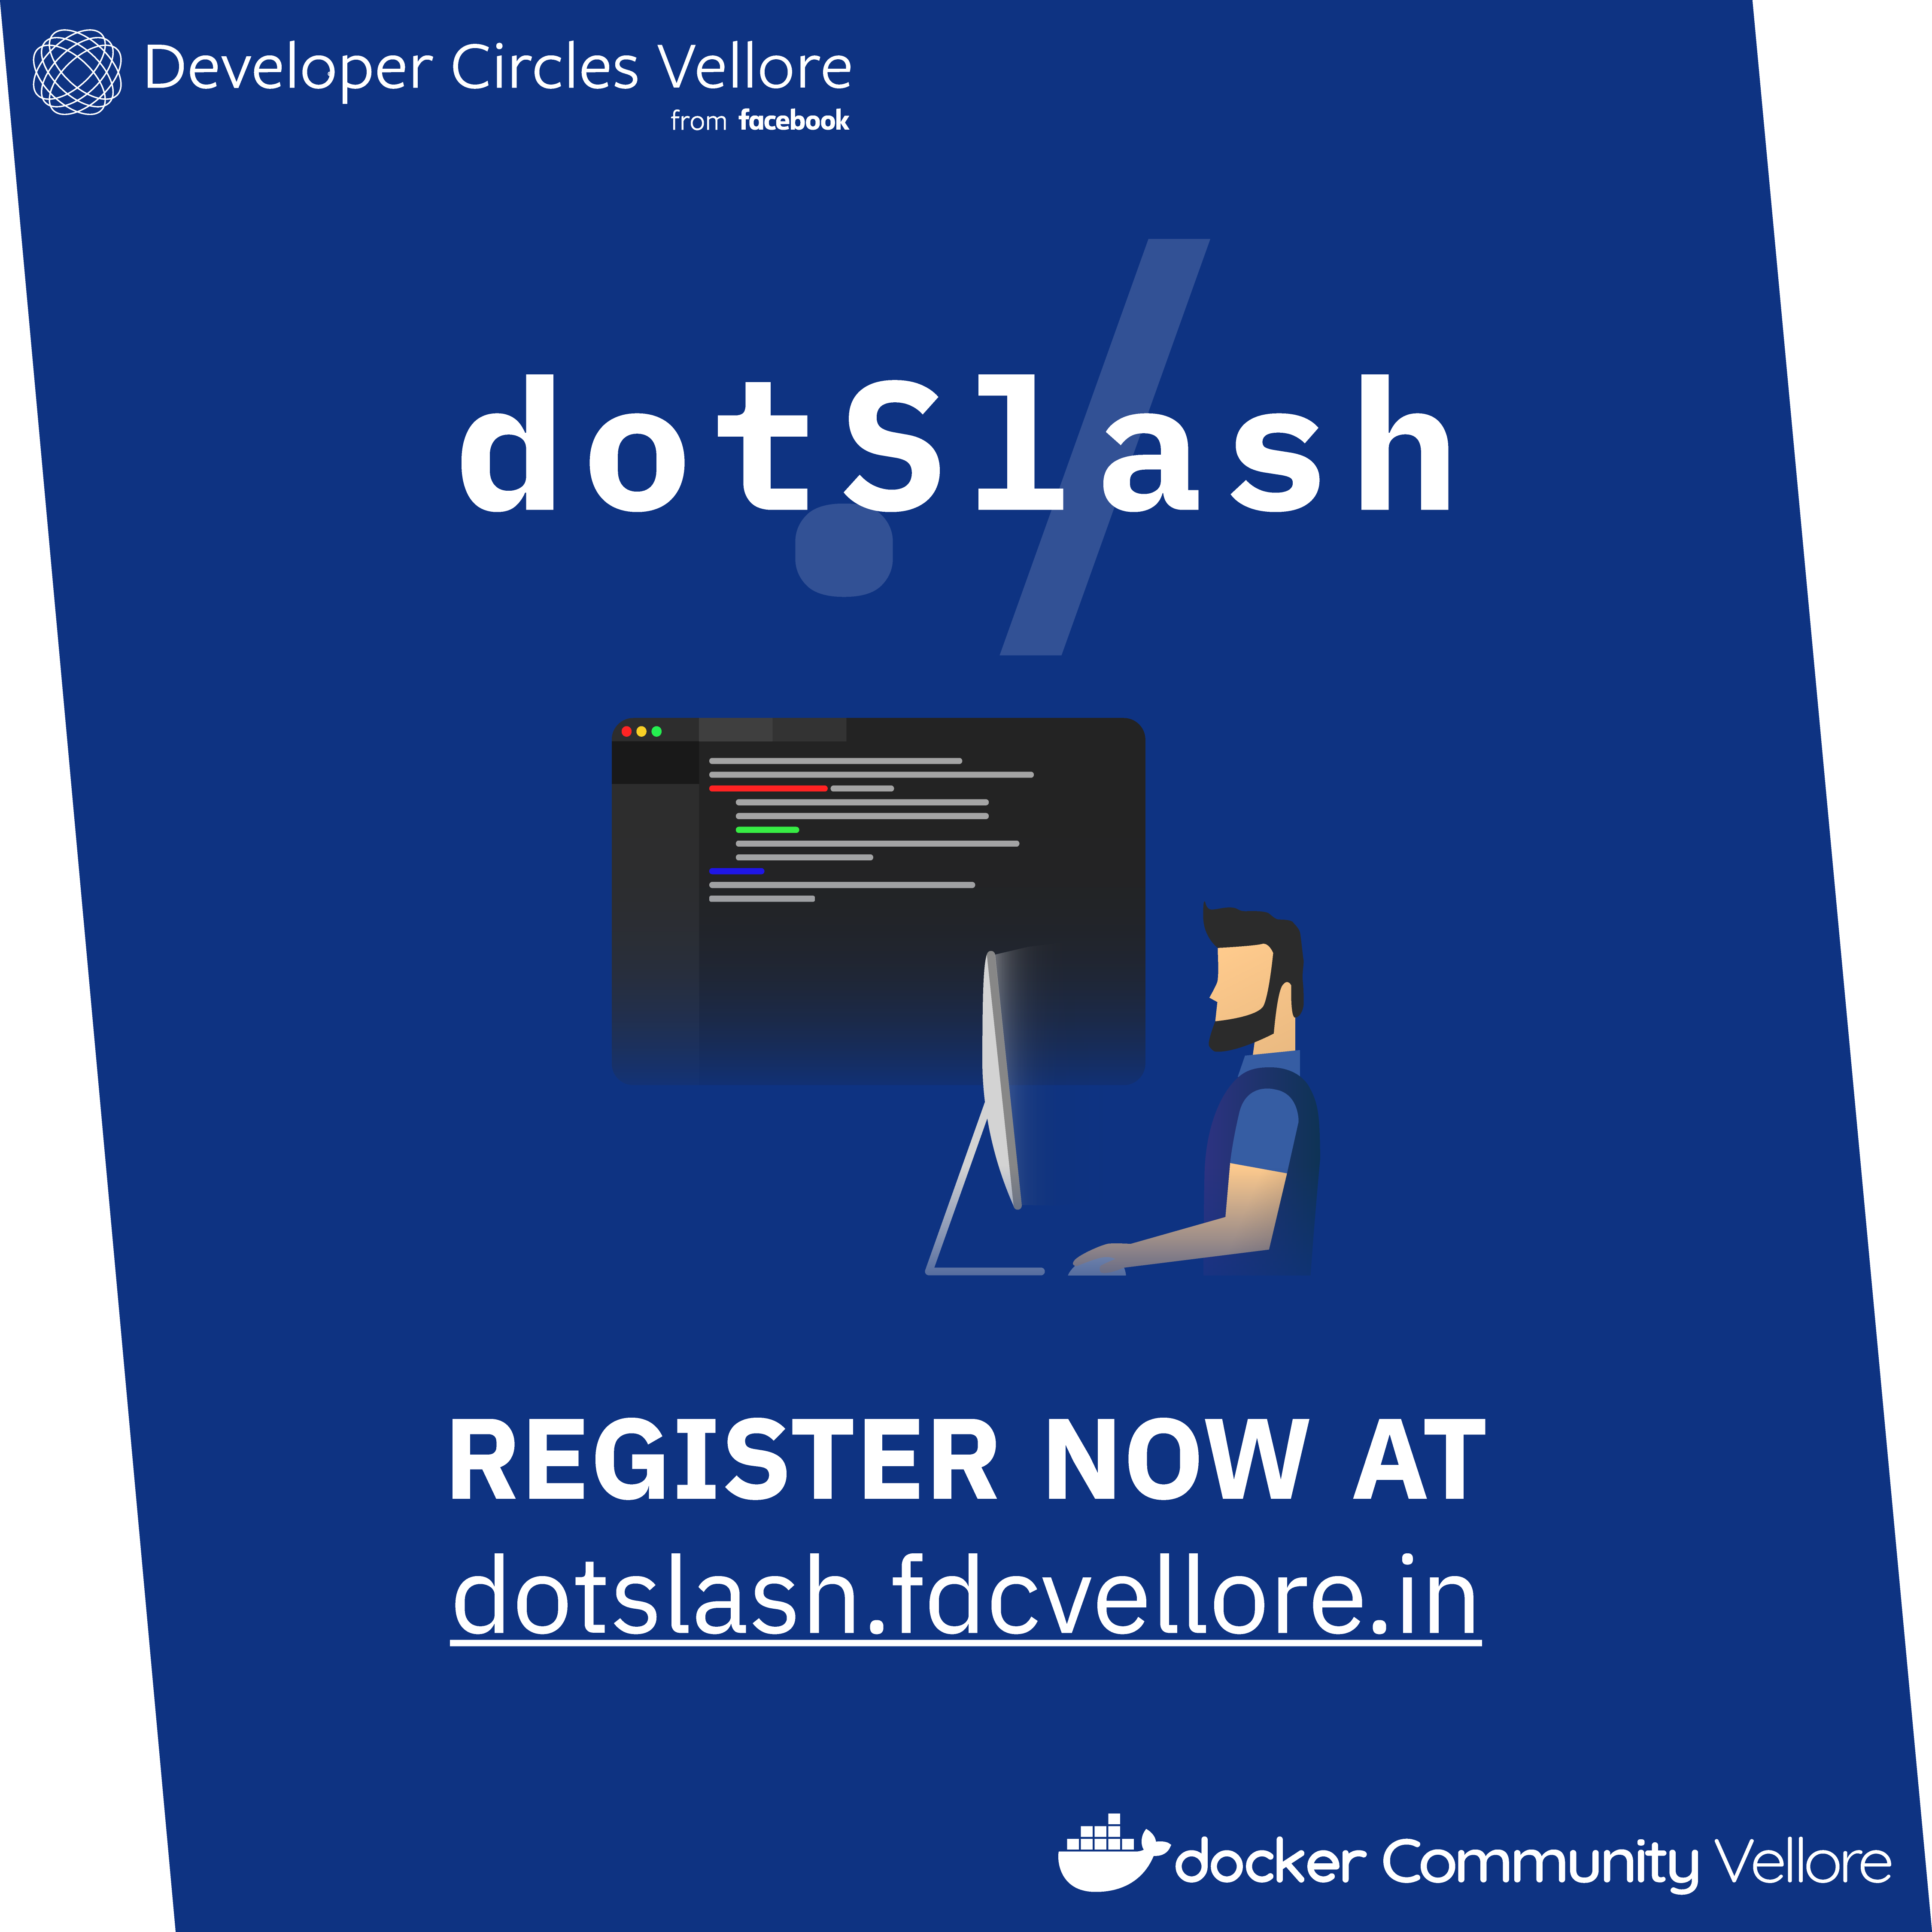 Developer Circles Vellore
from facebook
./
dotSlash
REGISTER NOW AT
dotslash.fdcvellore.in
docker Community Vellore